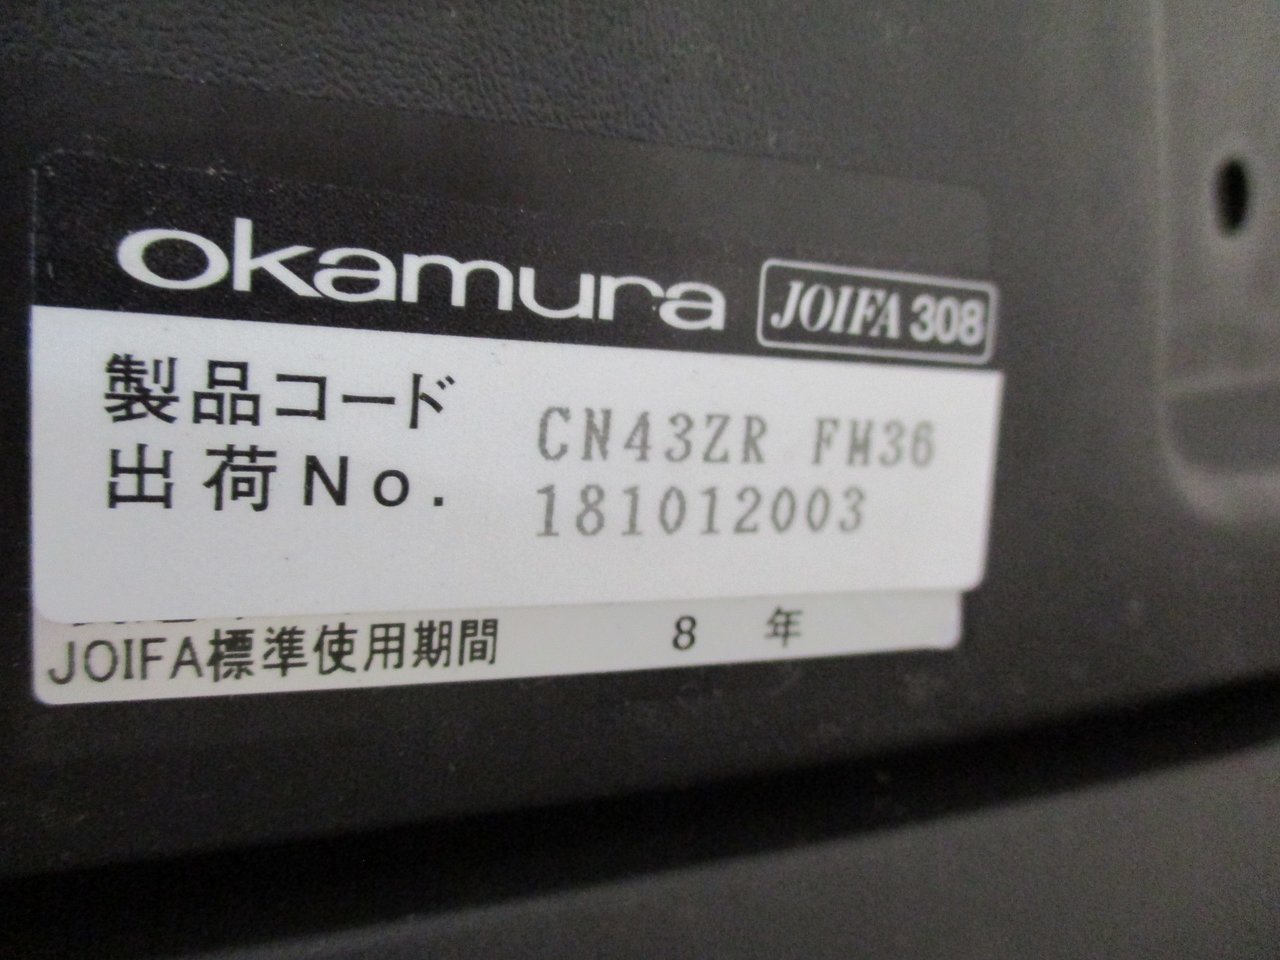 okamura JOIFA 308
製品コード CN43ZR FM36
出荷No. 181012003
JOIFA標準使用期間 8 年